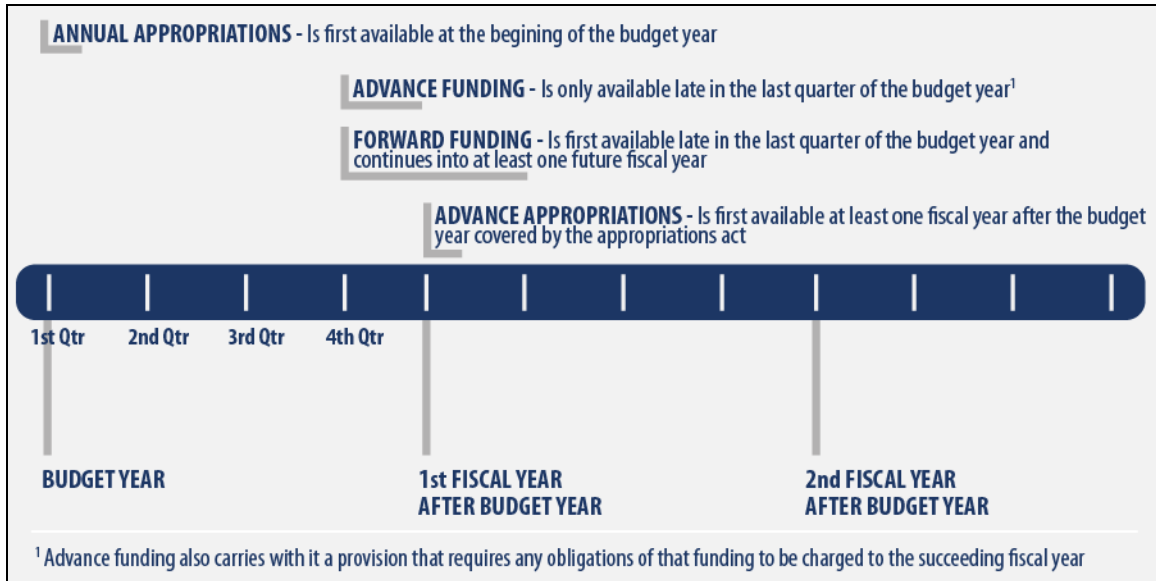 ANNUAL APPROPRIATIONS - Is first available at the begining of the budget year
ADVANCE FUNDING - Is only available late in the last quarter of the budget year¹
FORWARD FUNDING - Is first available late in the last quarter of the budget year and
continues into at least one future fiscal year
ADVANCE APPROPRIATIONS - Is first available at least one fiscal year after the budget
year covered by the appropriations act
1st Qtr 2nd Qtr 3rd Qtr 4th Qtr
BUDGET YEAR
1st FISCAL YEAR
AFTER BUDGET YEAR
2nd FISCAL YEAR
AFTER BUDGET YEAR
¹ Advance funding also carries with it a provision that requires any obligations of that funding to be charged to the succeeding fiscal year